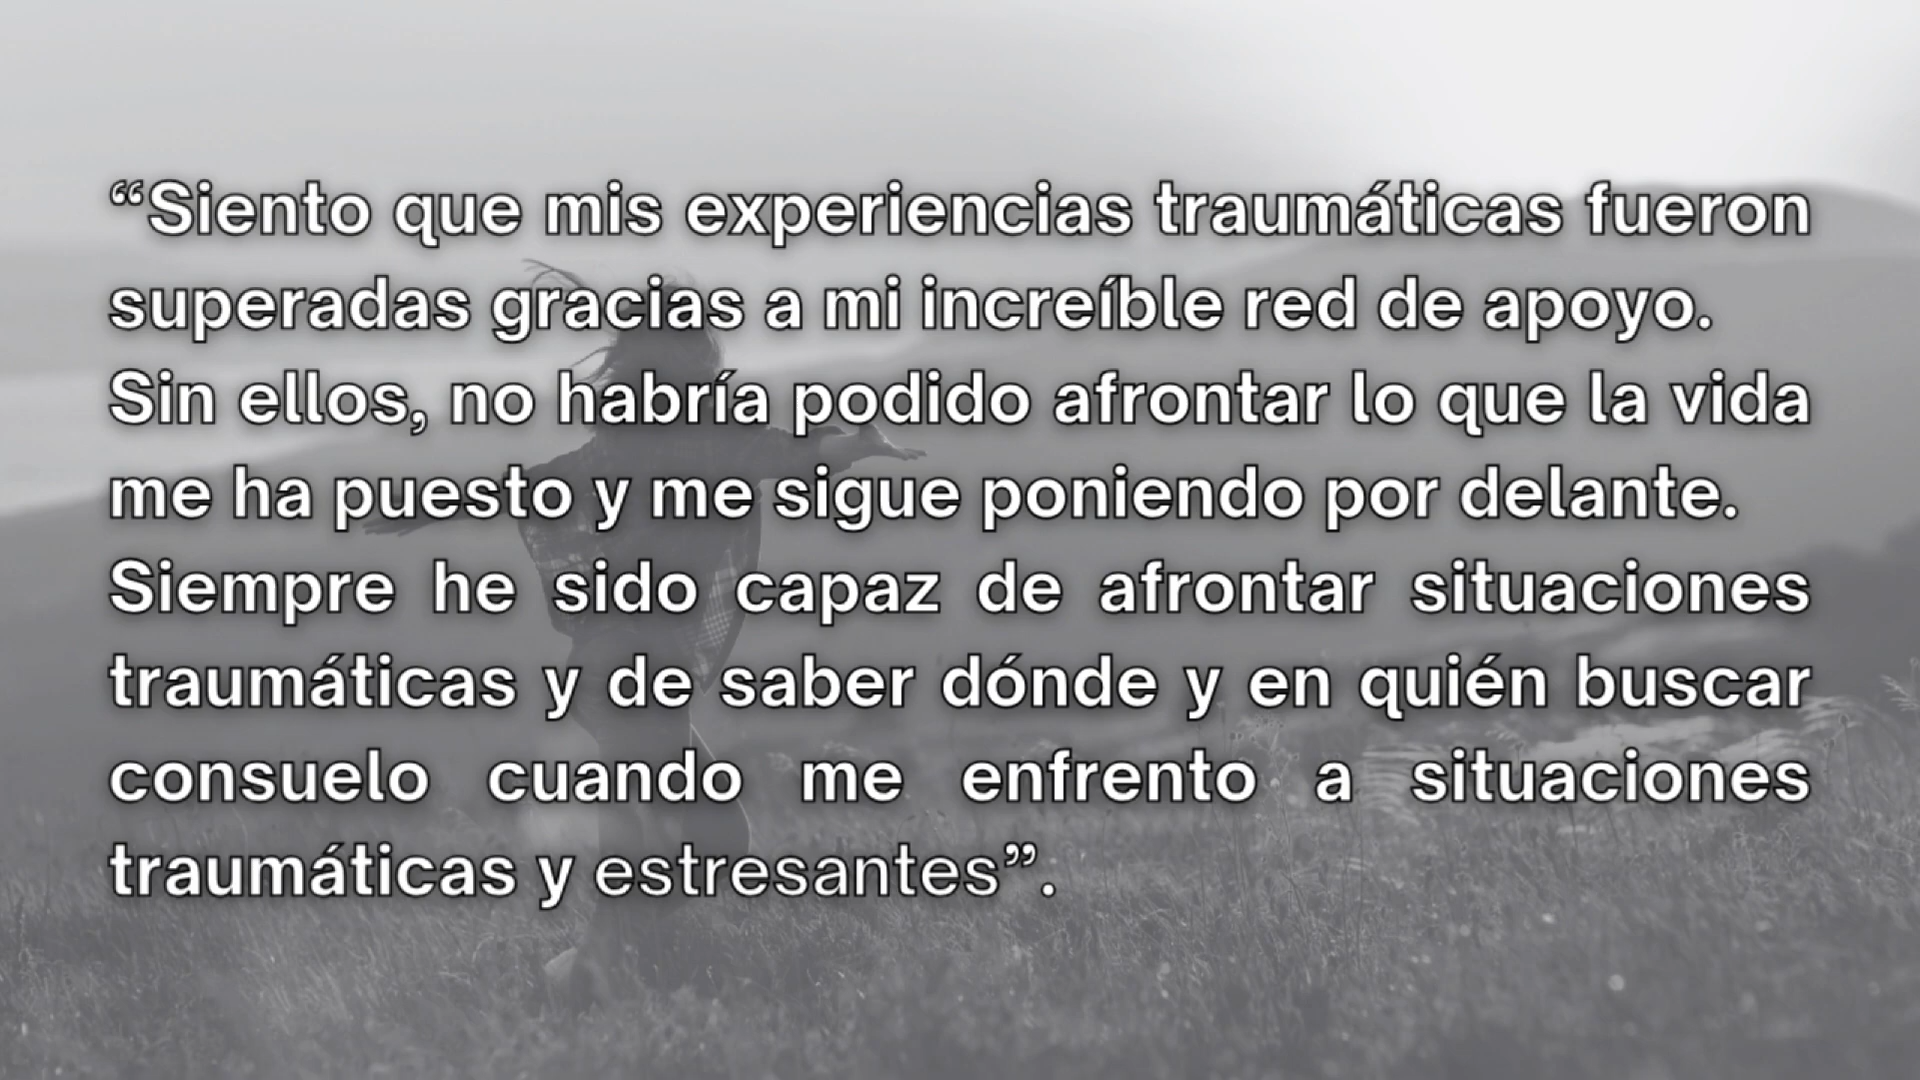 “Siento que mis experiencias traumáticas fueron
superadas gracias a mi increíble red de apoyo.
Sin ellos, no habría podido afrontar lo que la vida
me ha puesto y me sigue poniendo por delante.
Siempre he sido capaz de afrontar situaciones
traumáticas y de saber dónde y en quién buscar
consuelo cuando me enfrento a situaciones
traumáticas y estresantes”.